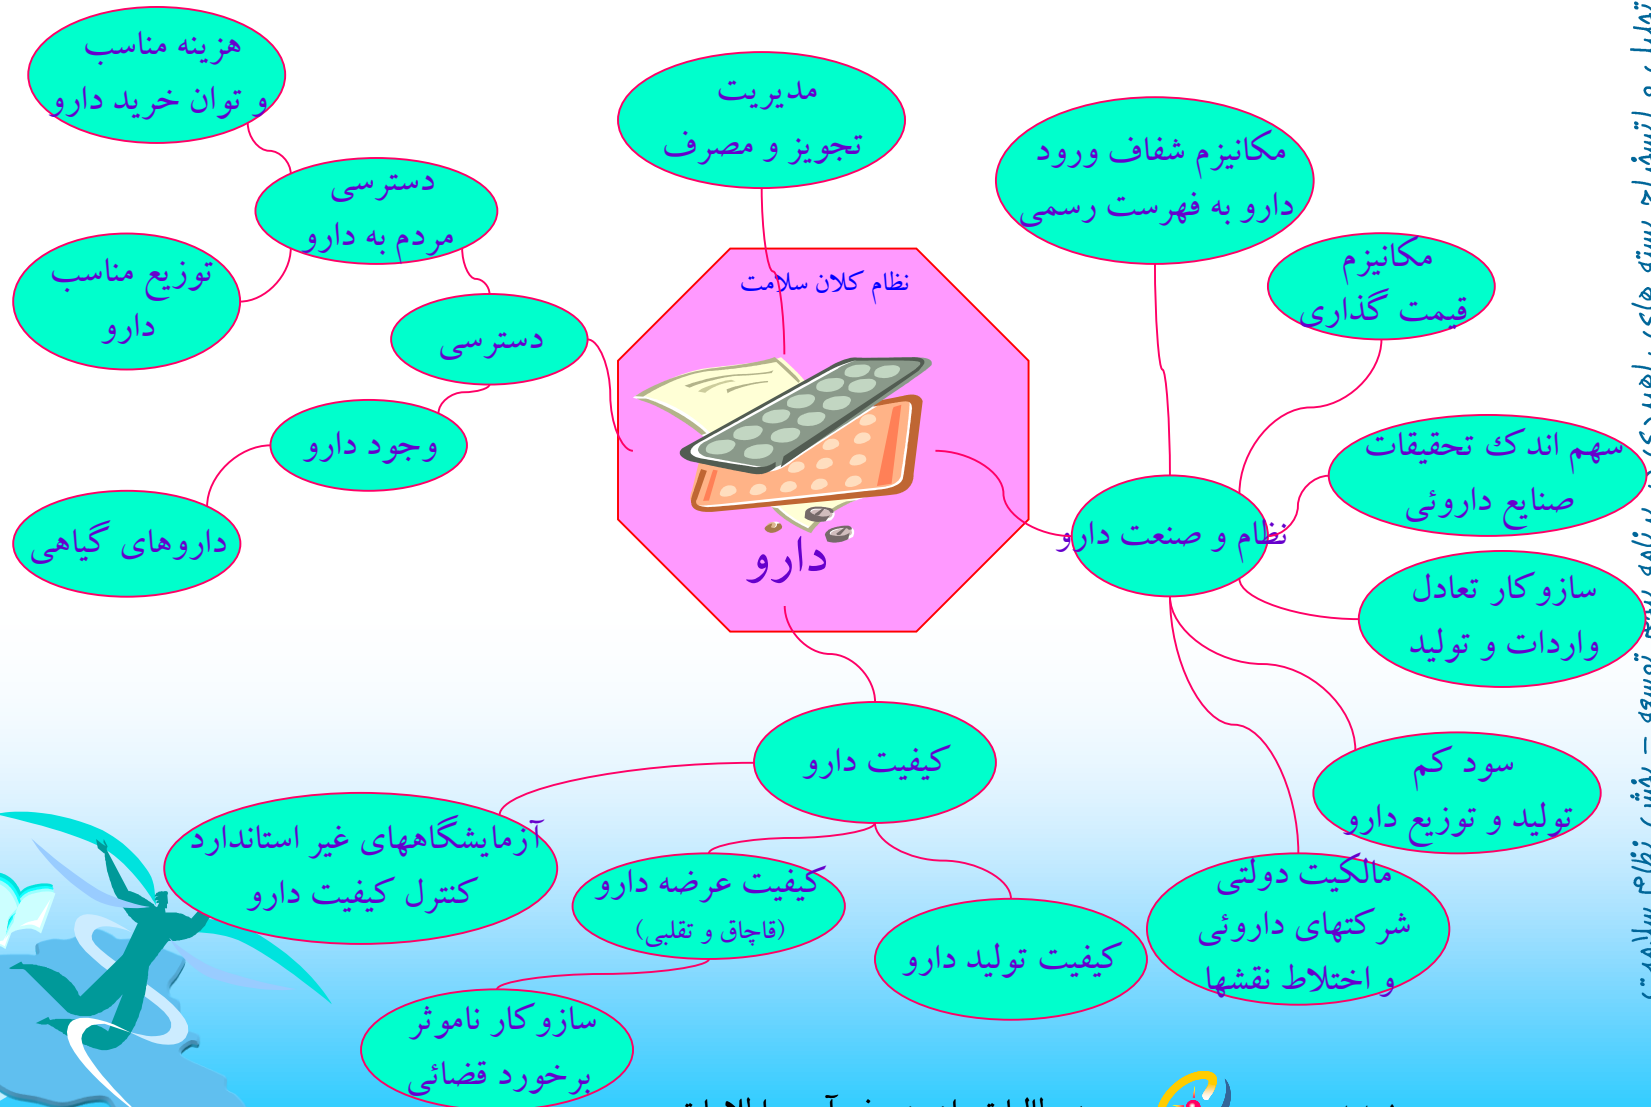 هزینه مناسب
و توان خرید دارو
مدیریت
تجویز و مصرف
مکانیزم شفاف ورود
دارو به فهرست رسمی
دسترسی
مردم به دارو
توزیع مناسب
دارو
مکانیزم
قیمت گذاری
نظام کلان سلامت
دسترسی
وجود دارو
سهم اندک تحقیقات
صنایع داروئی
داروهای گیاهی
نظام و صنعت دارو
دارو
سازوکار تعادل
واردات و تولید
کیفیت دارو
سود کم
تولید و توزیع دارو
آزمایشگاههای غیر استاندارد
کنترل کیفیت دارو
کیفیت عرضه دارو
(قاچاق و تقلبی)
کیفیت تولید دارو
مالکیت دولتی
شرکتهای داروئی
و اختلاط نقشها
سازوکار ناموثر
برخورد قضائی
توسعه – بخش نظام سلامت